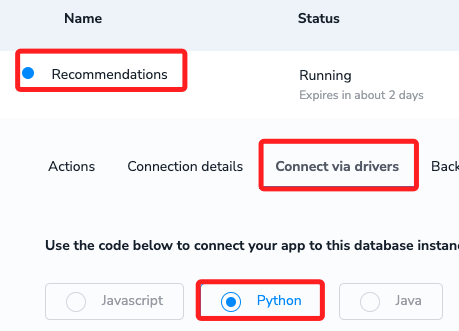 Name Status
Recommendations Running
Expires in about 2 days
Actions Connection details Connect via drivers Back
Use the code below to connect your app to this database instan
Javascript Python Java